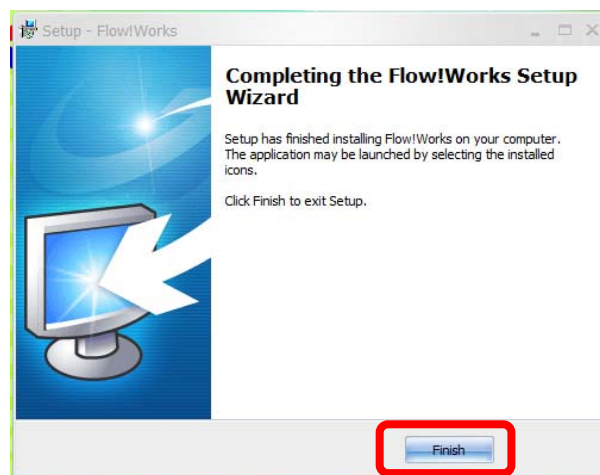 Setup - Flow!Works
Completing the Flow!Works Setup
Wizard
Setup has finished installing Flow!Works on your computer.
The application may be launched by selecting the installed
icons.
Click Finish to exit Setup.
Finish